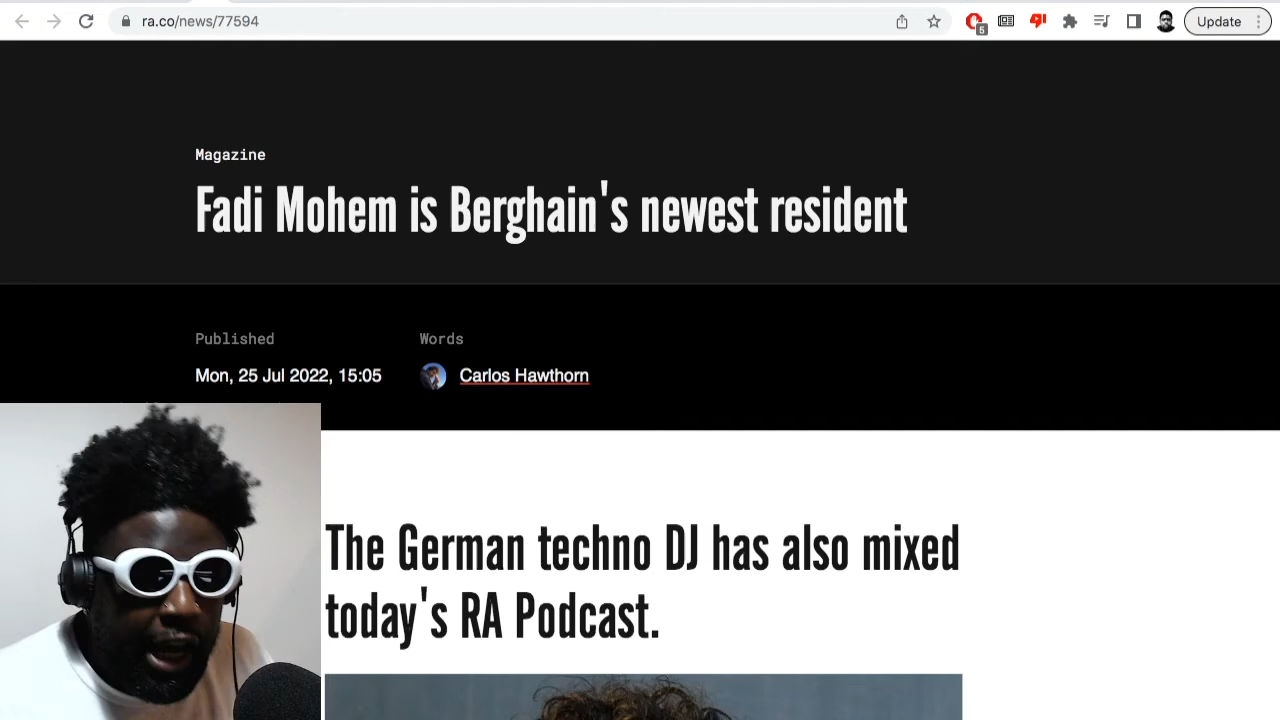 ra.co/news/77594
5
Update
Magazine
Fadi Mohem is Berghain's newest resident
Published
Words
Mon, 25 Jul 2022, 15:05
Carlos Hawthorn
The German techno DJ has also mixed
today's RA Podcast.